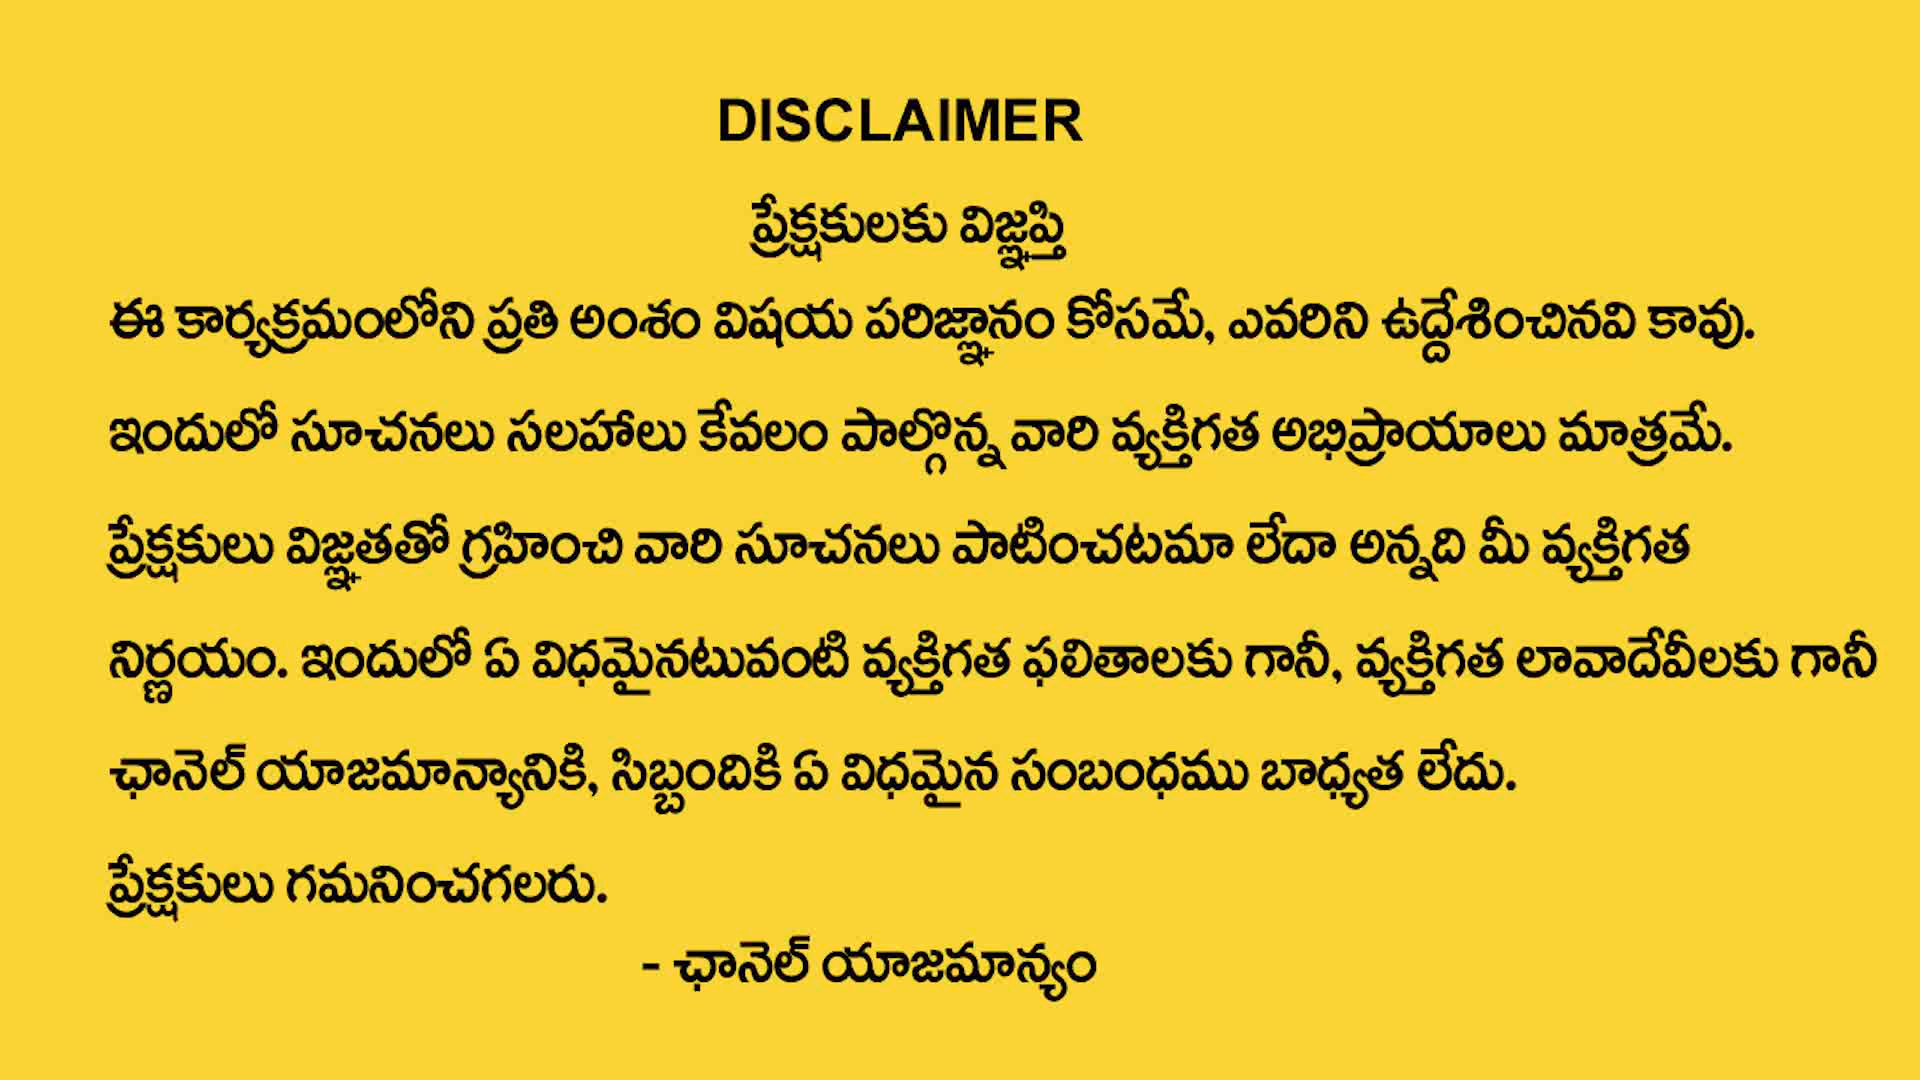 DISCLAIMER
ప్రేక్షకులకు విజ్ఞప్తి
ఈ కార్యక్రమంలోని ప్రతి అంశం విషయ పరిజ్ఞానం కోసమే, ఎవరిని ఉద్దేశించినవి కావు.
ఇందులో సూచనలు సలహాలు కేవలం పాల్గొన్న వారి వ్యక్తిగత అభిప్రాయాలు మాత్రమే.
ప్రేక్షకులు విజ్ఞతతో గ్రహించి వారి సూచనలు పాటించటమా లేదా అన్నది మీ వ్యక్తిగత
నిర్ణయం. ఇందులో ఏ విధమైనటువంటి వ్యక్తిగత ఫలితాలకు గానీ, వ్యక్తిగత లావాదేవీలకు గానీ
ఛానెల్ యాజమాన్యానికి, సిబ్బందికి ఏ విధమైన సంబంధము బాధ్యత లేదు.
ప్రేక్షకులు గమనించగలరు.
- ఛానెల్ యాజమాన్యం